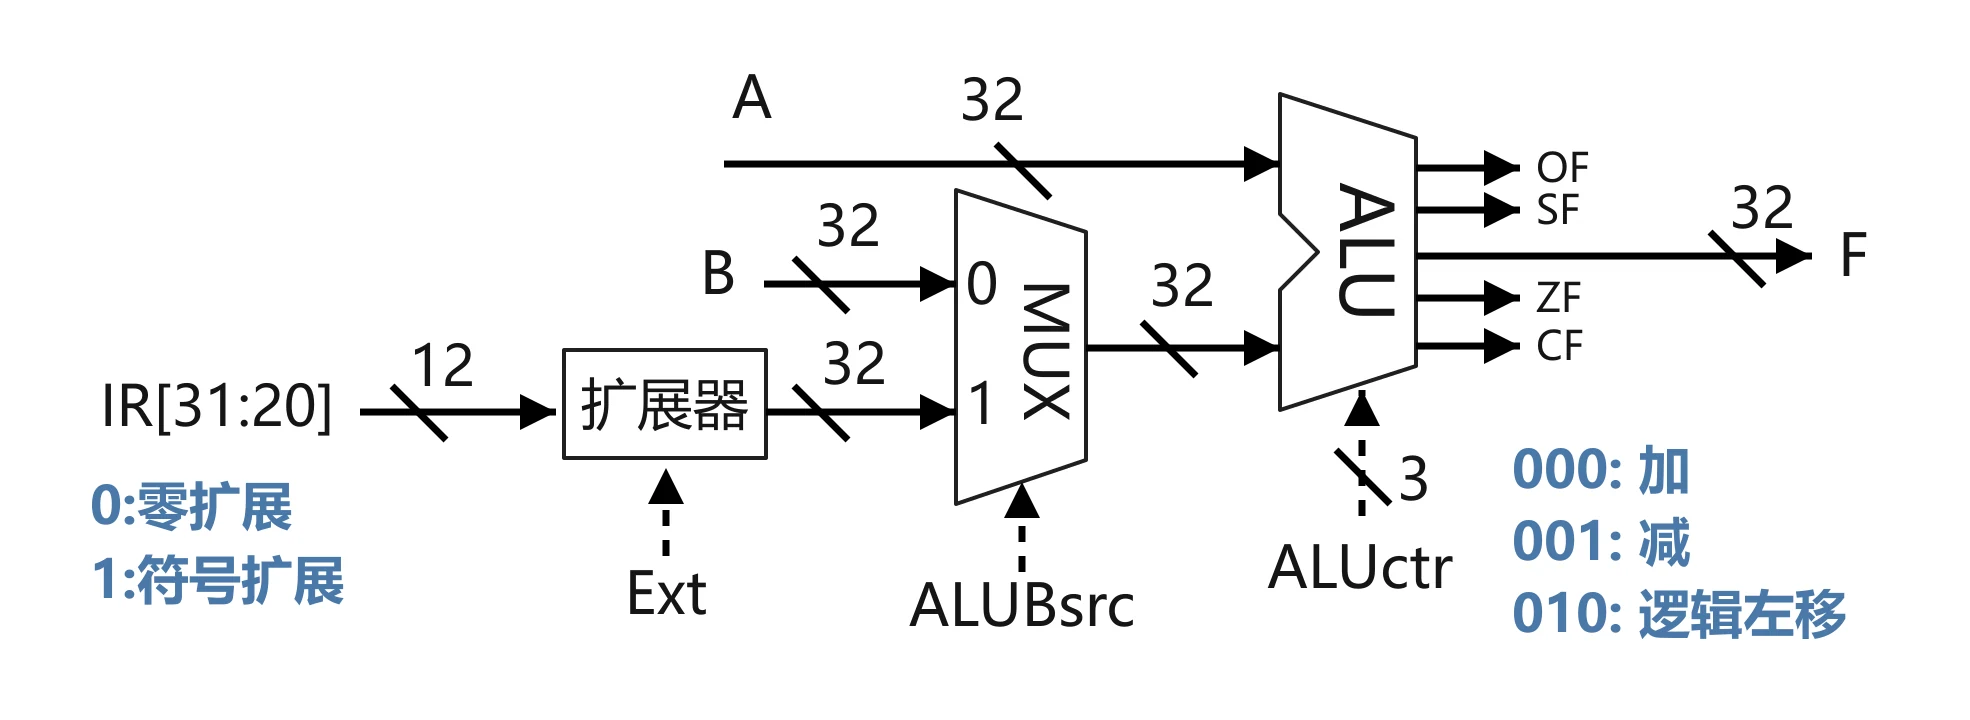 A
32
OF
SF
32
F
B
32
0
MUX
32
ALU
ZF
CF
IR[31:20]
12
扩展器
32
1
0:零扩展
1:符号扩展
Ext
ALUBsrc
3
ALUctr
000: 加
001: 减
010: 逻辑左移